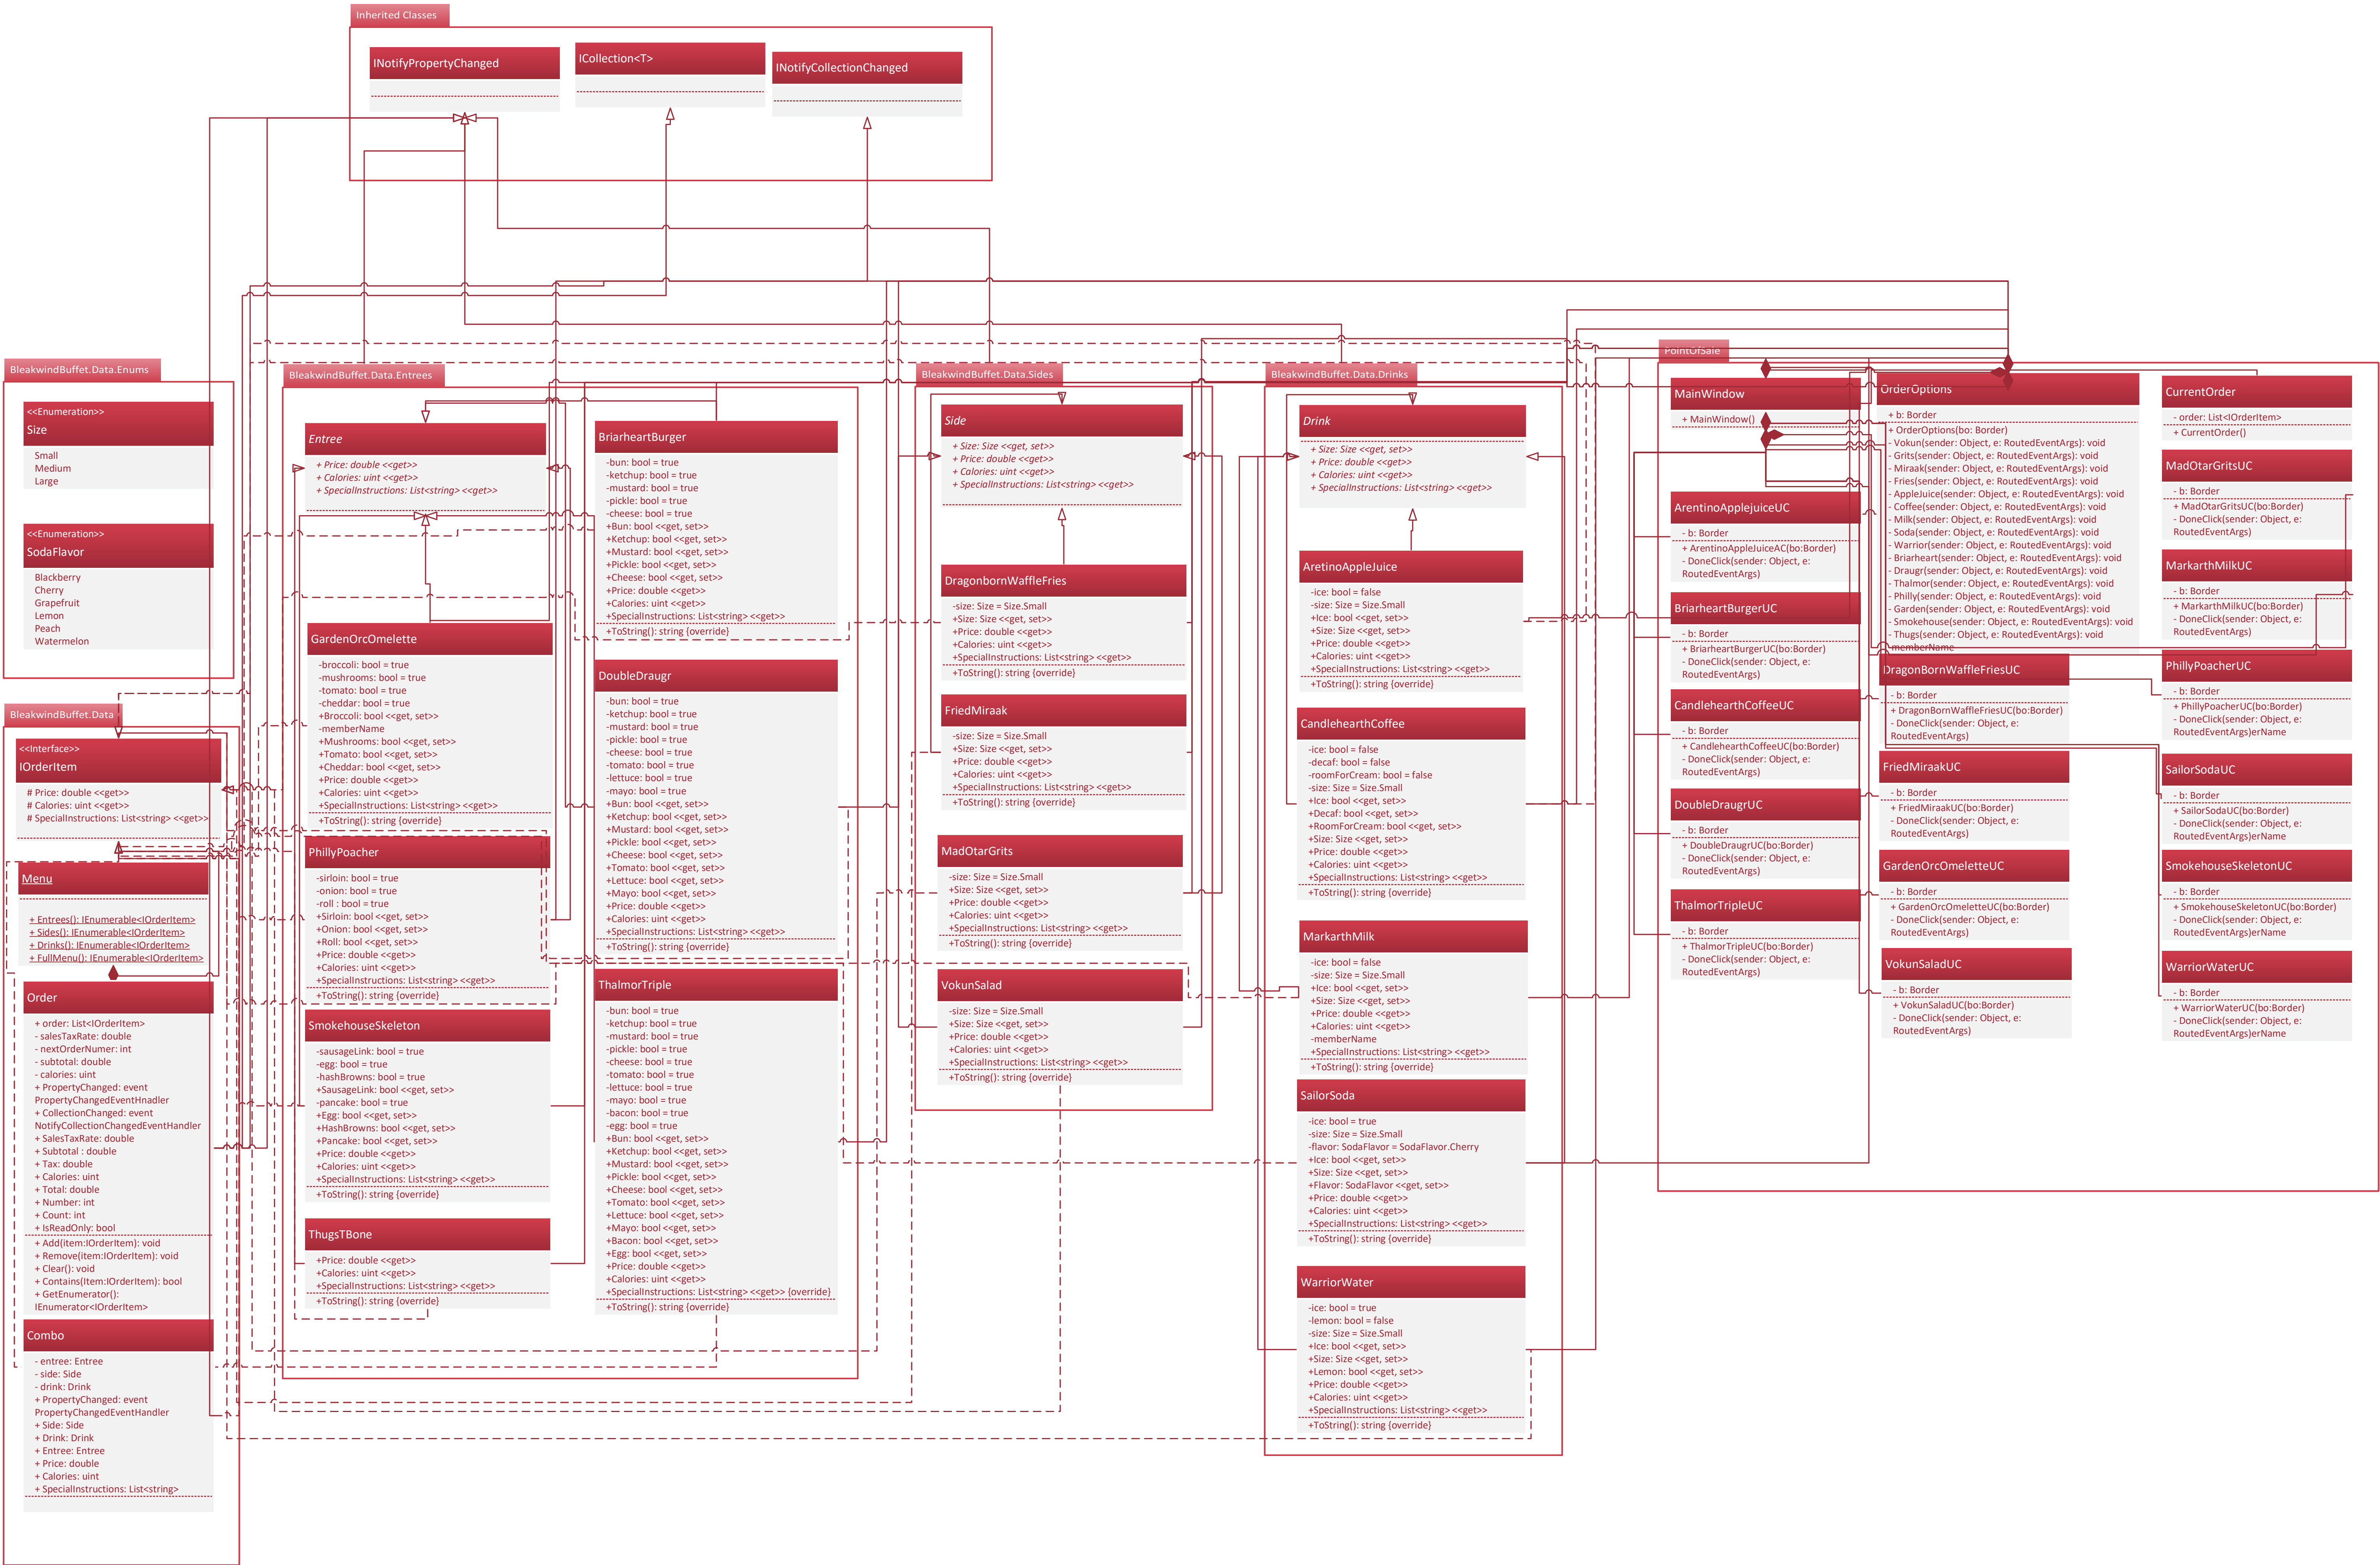 Inherited Classes
INotifyPropertyChanged
ICollection<T>
INotifyCollectionChanged
BleakwindBuffet.Data.Enums
<<Enumeration>>
Size
Small
Medium
Large
<<Enumeration>>
SodaFlavor
Blackberry
Cherry
Grapefruit
Lemon
Peach
Watermelon
BleakwindBuffet.Data
<<Interface>>
IOrderItem
# Price: double <<get>>
# Calories: uint <<get>>
# SpecialInstructions: List<string> <<get>>
Menu
+ Entrees(): IEnumerable<IOrderItem>
+ Sides(): IEnumerable<IOrderItem>
+ Drinks(): IEnumerable<IOrderItem>
+ FullMenu(): IEnumerable<IOrderItem>
Order
+ order: List<IOrderItem>
- salesTaxRate: double
- nextOrderNumer: int
- subtotal: double
- calories: uint
+ PropertyChanged: event
PropertyChangedEventHnadler
+ CollectionChanged: event
NotifyCollectionChangedEventHandler
+ SalesTaxRate: double
+ Subtotal : double
+ Tax: double
+ Calories: uint
+ Total: double
+ Number: int
+ Count: int
+ IsReadOnly: bool
+ Add(item:IOrderItem): void
+ Remove(item:IOrderItem): void
+ Clear(): void
+ Contains(Item:IOrderItem): bool
+ GetEnumerator():
IEnumerator<IOrderItem>
Combo
- entree: Entree
- side: Side
- drink: Drink
+ PropertyChanged: event
PropertyChangedEventHandler
+ Side: Side
+ Drink: Drink
+ Entree: Entree
+ Price: double
+ Calories: uint
+ SpecialInstructions: List<string>
BleakwindBuffet.Data.Entrees
Entree
+ Price: double <<get>>
+ Calories: uint <<get>>
+ SpecialInstructions: List<string> <<get>>
GardenOrcOmelette
-broccoli: bool = true
-mushrooms: bool = true
-tomato: bool = true
-cheddar: bool = true
+Broccoli: bool <<get, set>>
-memberName
+Mushrooms: bool <<get, set>>
+Tomato: bool <<get, set>>
+Cheddar: bool <<get, set>>
+Price: double <<get>>
+Calories: uint <<get>>
+SpecialInstructions: List<string> <<get>>
+ToString(): string {override}
PhillyPoacher
-sirloin: bool = true
-onion: bool = true
-roll : bool = true
+Sirloin: bool <<get, set>>
+Onion: bool <<get, set>>
+Roll: bool <<get, set>>
+Price: double <<get>>
+Calories: uint <<get>>
+SpecialInstructions: List<string> <<get>>
+ToString(): string {override}
SmokehouseSkeleton
-sausageLink: bool = true
-egg: bool = true
-hashBrowns: bool = true
+SausageLink: bool <<get, set>>
-pancake: bool = true
+Egg: bool <<get, set>>
+HashBrowns: bool <<get, set>>
+Pancake: bool <<get, set>>
+Price: double <<get>>
+Calories: uint <<get>>
+SpecialInstructions: List<string> <<get>>
+ToString(): string {override}
ThugsTBone
+Price: double <<get>>
+Calories: uint <<get>>
+SpecialInstructions: List<string> <<get>>
+ToString(): string {override}
BriarheartBurger
-bun: bool = true
-ketchup: bool = true
-mustard: bool = true
-pickle: bool = true
-cheese: bool = true
+Bun: bool <<get, set>>
+Ketchup: bool <<get, set>>
+Mustard: bool <<get, set>>
+Pickle: bool <<get, set>>
+Cheese: bool <<get, set>>
+Price: double <<get>>
+Calories: uint <<get>>
+SpecialInstructions: List<string> <<get>>
+ToString(): string {override}
DoubleDraugr
-bun: bool = true
-ketchup: bool = true
-mustard: bool = true
-pickle: bool = true
-cheese: bool = true
-tomato: bool = true
-lettuce: bool = true
-mayo: bool = true
+Bun: bool <<get, set>>
+Ketchup: bool <<get, set>>
+Mustard: bool <<get, set>>
+Pickle: bool <<get, set>>
+Cheese: bool <<get, set>>
+Tomato: bool <<get, set>>
+Lettuce: bool <<get, set>>
+Mayo: bool <<get, set>>
+Price: double <<get>>
+Calories: uint <<get>>
+SpecialInstructions: List<string> <<get>>
+ToString(): string {override}
ThalmorTriple
-bun: bool = true
-ketchup: bool = true
-mustard: bool = true
-pickle: bool = true
-cheese: bool = true
-tomato: bool = true
-lettuce: bool = true
-mayo: bool = true
-bacon: bool = true
-egg: bool = true
+Bun: bool <<get, set>>
+Ketchup: bool <<get, set>>
+Mustard: bool <<get, set>>
+Pickle: bool <<get, set>>
+Cheese: bool <<get, set>>
+Tomato: bool <<get, set>>
+Lettuce: bool <<get, set>>
+Mayo: bool <<get, set>>
+Bacon: bool <<get, set>>
+Egg: bool <<get, set>>
+Price: double <<get>>
+Calories: uint <<get>>
+SpecialInstructions: List<string> <<get>> {override}
+ToString(): string {override}
BleakwindBuffet.Data.Sides
Side
+ Size: Size <<get, set>>
+ Price: double <<get>>
+ Calories: uint <<get>>
+ SpecialInstructions: List<string> <<get>>
DragonbornWaffleFries
-size: Size = Size.Small
+Size: Size <<get, set>>
+Price: double <<get>>
+Calories: uint <<get>>
+SpecialInstructions: List<string> <<get>>
+ToString(): string {override}
FriedMiraak
-size: Size = Size.Small
+Size: Size <<get, set>>
+Price: double <<get>>
+Calories: uint <<get>>
+SpecialInstructions: List<string> <<get>>
+ToString(): string {override}
MadOtarGrits
-size: Size = Size.Small
+Size: Size <<get, set>>
+Price: double <<get>>
+Calories: uint <<get>>
+SpecialInstructions: List<string> <<get>>
+ToString(): string {override}
VokunSalad
-size: Size = Size.Small
+Size: Size <<get, set>>
+Price: double <<get>>
+Calories: uint <<get>>
+SpecialInstructions: List<string> <<get>>
+ToString(): string {override}
BleakwindBuffet.Data.Drinks
Drink
+ Size: Size <<get, set>>
+ Price: double <<get>>
+ Calories: uint <<get>>
+ SpecialInstructions: List<string> <<get>>
AretinoAppleJuice
-ice: bool = false
-size: Size = Size.Small
+Ice: bool <<get, set>>
+Size: Size <<get, set>>
+Price: double <<get>>
+Calories: uint <<get>>
+SpecialInstructions: List<string> <<get>>
+ToString(): string {override}
CandlehearthCoffee
-ice: bool = false
-decaf: bool = false
-roomForCream: bool = false
-size: Size = Size.Small
+Ice: bool <<get, set>>
+Decaf: bool <<get, set>>
+RoomForCream: bool <<get, set>>
+Size: Size <<get, set>>
+Price: double <<get>>
+Calories: uint <<get>>
+SpecialInstructions: List<string> <<get>>
+ToString(): string {override}
MarkarthMilk
-ice: bool = false
-size: Size = Size.Small
+Ice: bool <<get, set>>
+Size: Size <<get, set>>
+Price: double <<get>>
+Calories: uint <<get>>
-memberName
+SpecialInstructions: List<string> <<get>>
+ToString(): string {override}
SailorSoda
-ice: bool = true
-size: Size = Size.Small
-flavor: SodaFlavor = SodaFlavor.Cherry
+Ice: bool <<get, set>>
+Size: Size <<get, set>>
+Flavor: SodaFlavor <<get, set>>
+Price: double <<get>>
+Calories: uint <<get>>
+SpecialInstructions: List<string> <<get>>
+ToString(): string {override}
WarriorWater
-ice: bool = true
-lemon: bool = false
-size: Size = Size.Small
+Ice: bool <<get, set>>
+Size: Size <<get, set>>
+Lemon: bool <<get, set>>
+Price: double <<get>>
+Calories: uint <<get>>
+SpecialInstructions: List<string> <<get>>
+ToString(): string {override}
PointOfSale
MainWindow
+ MainWindow()
ArentinoApplejuiceUC
- b: Border
+ ArentinoAppleJuiceAC(bo:Border)
- DoneClick(sender: Object, e:
RoutedEventArgs)
BriarheartBurgerUC
- b: Border
+ BriarheartBurgerUC(bo:Border)
- DoneClick(sender: Object, e:
RoutedEventArgs)
CandlehearthCoffeeUC
- b: Border
+ CandlehearthCoffeeUC(bo:Border)
- DoneClick(sender: Object, e:
RoutedEventArgs)
DoubleDraugrUC
- b: Border
+ DoubleDraugrUC(bo:Border)
- DoneClick(sender: Object, e:
RoutedEventArgs)
ThalmorTripleUC
- b: Border
+ ThalmorTripleUC(bo:Border)
- DoneClick(sender: Object, e:
RoutedEventArgs)
OrderOptions
+ b: Border
+ OrderOptions(bo: Border)
- Vokun(sender: Object, e: RoutedEventArgs): void
- Grits(sender: Object, e: RoutedEventArgs): void
- Miraak(sender: Object, e: RoutedEventArgs): void
- Fries(sender: Object, e: RoutedEventArgs): void
- AppleJuice(sender: Object, e: RoutedEventArgs): void
- Coffee(sender: Object, e: RoutedEventArgs): void
- Milk(sender: Object, e: RoutedEventArgs): void
- Soda(sender: Object, e: RoutedEventArgs): void
- Warrior(sender: Object, e: RoutedEventArgs): void
- Briarheart(sender: Object, e: RoutedEventArgs): void
- Draugr(sender: Object, e: RoutedEventArgs): void
- Thalmor(sender: Object, e: RoutedEventArgs): void
- Philly(sender: Object, e: RoutedEventArgs): void
- Garden(sender: Object, e: RoutedEventArgs): void
- Smokehouse(sender: Object, e: RoutedEventArgs): void
- Thugs(sender: Object, e: RoutedEventArgs): void
-memberName
DragonBornWaffleFriesUC
- b: Border
+ DragonBornWaffleFriesUC(bo:Border)
- DoneClick(sender: Object, e:
RoutedEventArgs)
FriedMiraakUC
- b: Border
+ FriedMiraakUC(bo:Border)
- DoneClick(sender: Object, e:
RoutedEventArgs)
GardenOrcOmeletteUC
- b: Border
+ GardenOrcOmeletteUC(bo:Border)
- DoneClick(sender: Object, e:
RoutedEventArgs)
VokunSaladUC
- b: Border
+ VokunSaladUC(bo:Border)
- DoneClick(sender: Object, e:
RoutedEventArgs)
CurrentOrder
- order: List<IOrderItem>
+ CurrentOrder()
MadOtarGritsUC
- b: Border
+ MadOtarGritsUC(bo:Border)
- DoneClick(sender: Object, e:
RoutedEventArgs)
MarkarthMilkUC
- b: Border
+ MarkarthMilkUC(bo:Border)
- DoneClick(sender: Object, e:
RoutedEventArgs)
PhillyPoacherUC
- b: Border
+ PhillyPoacherUC(bo:Border)
- DoneClick(sender: Object, e:
RoutedEventArgs)erName
SailorSodaUC
- b: Border
+ SailorSodaUC(bo:Border)
- DoneClick(sender: Object, e:
RoutedEventArgs)erName
SmokehouseSkeletonUC
- b: Border
+ SmokehouseSkeletonUC(bo:Border)
- DoneClick(sender: Object, e:
RoutedEventArgs)erName
WarriorWaterUC
- b: Border
+ WarriorWaterUC(bo:Border)
- DoneClick(sender: Object, e:
RoutedEventArgs)erName